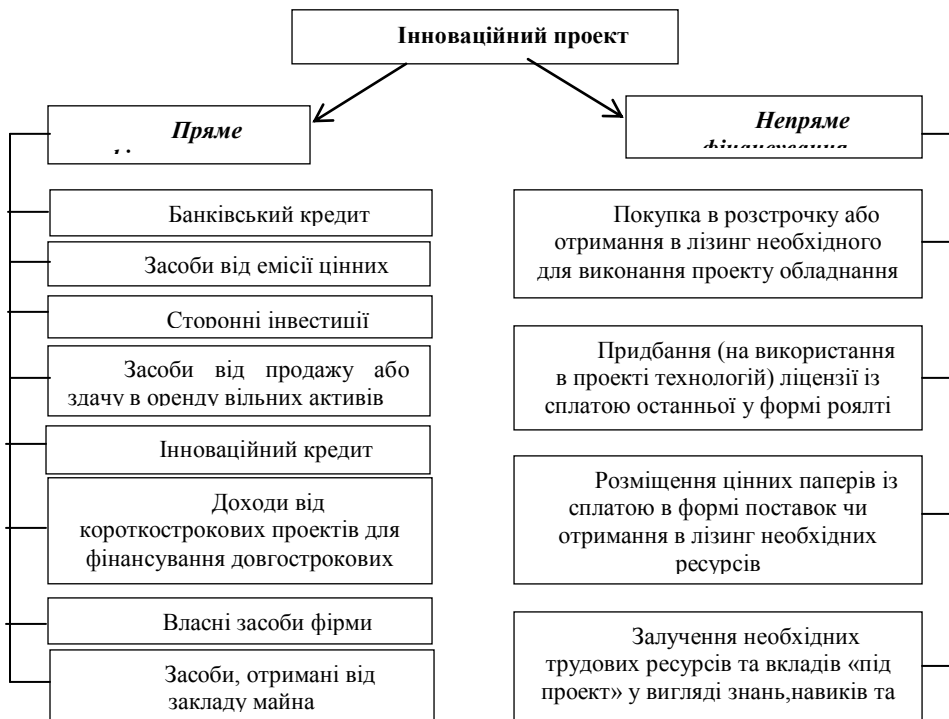 Інноваційний проект
Пряме
Непряме
фінансування
Банківський кредит
Засоби від емісії цінних
Сторонні інвестиції
Засоби від продажу або
здачу в оренду вільних активів
Інноваційний кредит
Доходи від
короткострокових проектів для
фінансування довгострокових
Власні засоби фірми
Засоби, отримані від
закладу майна
Покупка в розстрочку або
отримання в лізинг необхідного
для виконання проекту обладнання
Придбання (на використання
в проекті технологій) ліцензії із
сплатою останньої у формі роялті
Розміщення цінних паперів із
сплатою в формі поставок чи
отримання в лізинг необхідних
ресурсів
Залучення необхідних
трудових ресурсів та вкладів «під
проект» у вигляді знань,навиків та